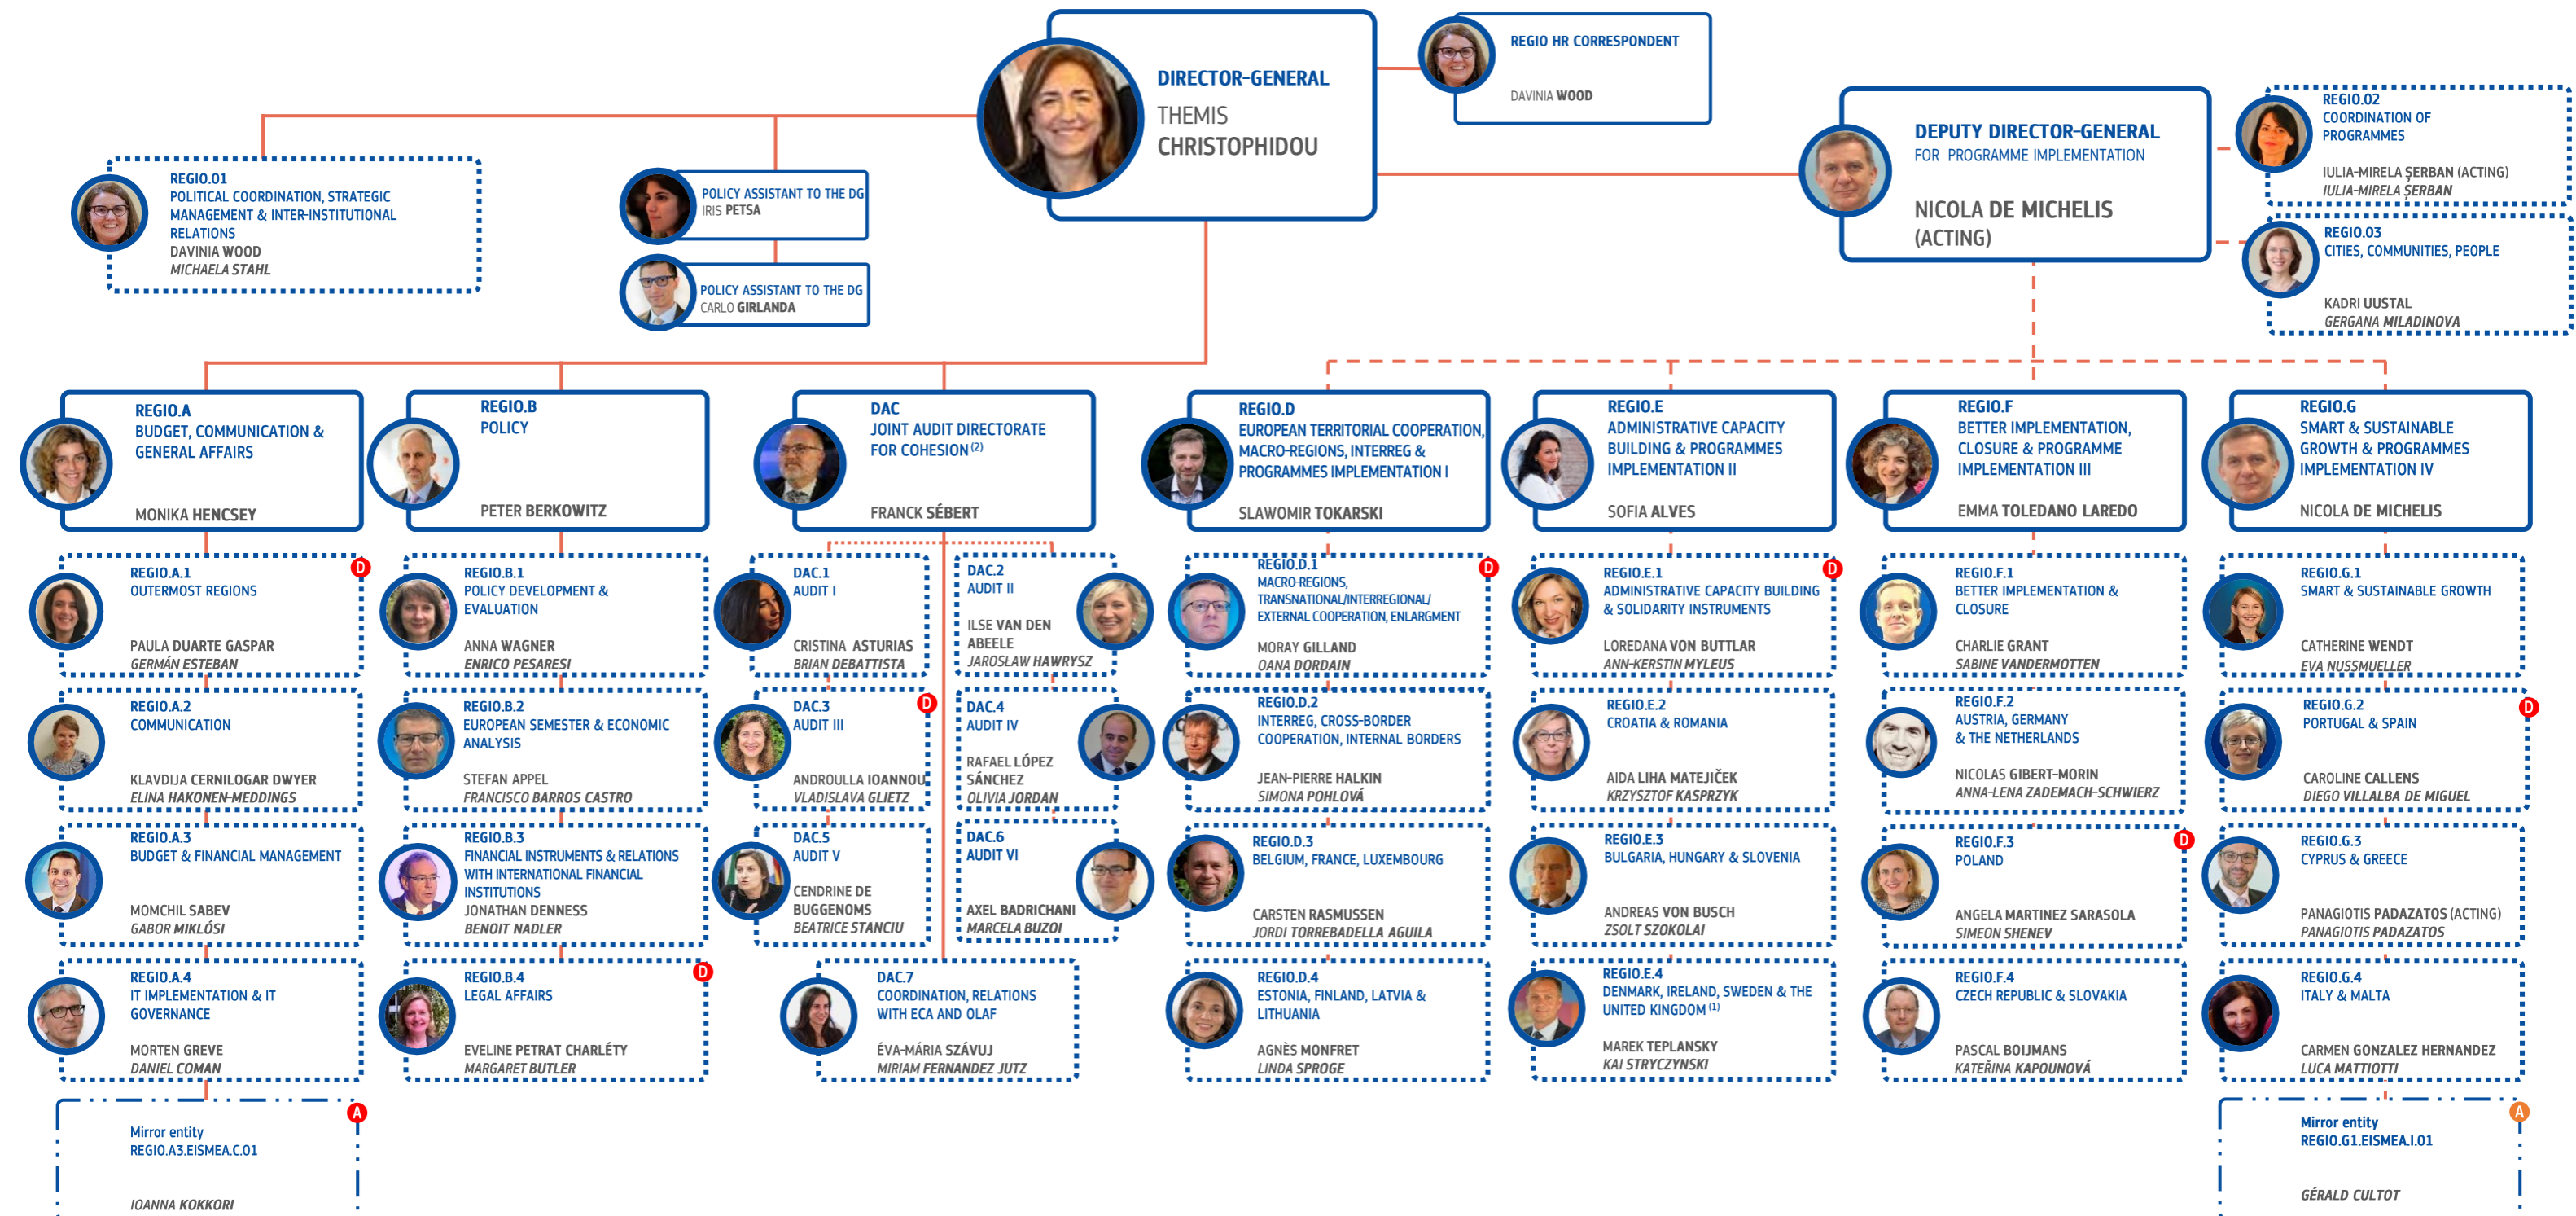 DIRECTOR-GENERAL
THEMIS
CHRISTOPHIDOU
REGIO HR CORRESPONDENT
DAVINIA WOOD
DEPUTY DIRECTOR-GENERAL
FOR PROGRAMME IMPLEMENTATION
NICOLA DE MICHELIS
(ACTING)
REGIO.02
COORDINATION OF
PROGRAMMES
IULIA-MIRELA ȘERBAN (ACTING)
IULIA-MIRELA ȘERBAN
REGIO.03
CITIES, COMMUNITIES, PEOPLE
KADRI UUSTAL
GERGANA MILADINOVA
REGIO.01
POLITICAL COORDINATION, STRATEGIC
MANAGEMENT & INTER-INSTITUTIONAL
RELATIONS
DAVINIA WOOD
MICHAELA STAHL
POLICY ASSISTANT TO THE DG
IRIS PETSA
POLICY ASSISTANT TO THE DG
CARLO GIRLANDA
REGIO.A
BUDGET, COMMUNICATION &
GENERAL AFFAIRS
MONIKA HENCSEY
REGIO.B
POLICY
PETER BERKOWITZ
DAC
JOINT AUDIT DIRECTORATE
FOR COHESION (2)
FRANCK SÉBERT
REGIO.D
EUROPEAN TERRITORIAL COOPERATION,
MACRO-REGIONS, INTERREG &
PROGRAMMES IMPLEMENTATION I
SLAWOMIR TOKARSKI
REGIO.E
ADMINISTRATIVE CAPACITY
BUILDING & PROGRAMMES
IMPLEMENTATION II
SOFIA ALVES
REGIO.F
BETTER IMPLEMENTATION,
CLOSURE & PROGRAMME
IMPLEMENTATION III
EMMA TOLEDANO LAREDO
REGIO.G
SMART & SUSTAINABLE
GROWTH & PROGRAMMES
IMPLEMENTATION IV
NICOLA DE MICHELIS
REGIO.A.1
OUTERMOST REGIONS
PAULA DUARTE GASPAR
GERMÁN ESTEBAN
D
REGIO.B.1
POLICY DEVELOPMENT &
EVALUATION
ANNA WAGNER
ENRICO PESARESI
DAC.1
AUDIT I
CRISTINA ASTURIAS
BRIAN DEBATTISTA
DAC.2
AUDIT II
ILSE VAN DEN
ABEELE
JAROSŁAW HAWRYSZ
REGIO.D.1
MACRO-REGIONS,
TRANSNATIONAL/INTERREGIONAL/
EXTERNAL COOPERATION, ENLARGMENT
MORAY GILLAND
OANA DORDAIN
D
REGIO.E.1
ADMINISTRATIVE CAPACITY BUILDING
& SOLIDARITY INSTRUMENTS
LOREDANA VON BUTTLAR
ANN-KERSTIN MYLEUS
D
REGIO.F.1
BETTER IMPLEMENTATION &
CLOSURE
CHARLIE GRANT
SABINE VANDERMOTTEN
REGIO.G.1
SMART & SUSTAINABLE GROWTH
CATHERINE WENDT
EVA NUSSMUELLER
REGIO.A.2
COMMUNICATION
KLAVDIJA CERNILOGAR DWYER
ELINA HAKONEN-MEDDINGS
REGIO.B.2
EUROPEAN SEMESTER & ECONOMIC
ANALYSIS
STEFAN APPEL
FRANCISCO BARROS CASTRO
DAC.3
AUDIT III
ANDROULLA IOANNOU
VLADISLAVA GLIETZ
D
DAC.4
AUDIT IV
RAFAEL LÓPEZ
SÁNCHEZ
OLIVIA JORDAN
REGIO.D.2
INTERREG, CROSS-BORDER
COOPERATION, INTERNAL BORDERS
JEAN-PIERRE HALKIN
SIMONA POHLOVÁ
REGIO.E.2
CROATIA & ROMANIA
AIDA LIHA MATEJIČEK
KRZYSZTOF KASPRZYK
REGIO.F.2
AUSTRIA, GERMANY
& THE NETHERLANDS
NICOLAS GIBERT-MORIN
ANNA-LENA ZADEMACH-SCHWIERZ
REGIO.G.2
PORTUGAL & SPAIN
CAROLINE CALLENS
DIEGO VILLALBA DE MIGUEL
D
REGIO.A.3
BUDGET & FINANCIAL MANAGEMENT
MOMCHIL SABEV
GABOR MIKLÓSI
REGIO.B.3
FINANCIAL INSTRUMENTS & RELATIONS
WITH INTERNATIONAL FINANCIAL
INSTITUTIONS
JONATHAN DENNESS
BENOIT NADLER
DAC.5
AUDIT V
CENDRINE DE
BUGGENOMS
BEATRICE STANCIU
DAC.6
AUDIT VI
AXEL BADRICHANI
MARCELA BUZOI
REGIO.D.3
BELGIUM, FRANCE, LUXEMBOURG
CARSTEN RASMUSSEN
JORDI TORREBADELLA AGUILA
REGIO.E.3
BULGARIA, HUNGARY & SLOVENIA
ANDREAS VON BUSCH
ZSOLT SZOKOLAI
REGIO.F.3
POLAND
ANGELA MARTINEZ SARASOLA
SIMEON SHENEV
D
REGIO.G.3
CYPRUS & GREECE
PANAGIOTIS PADAZATOS (ACTING)
PANAGIOTIS PADAZATOS
REGIO.A.4
IT IMPLEMENTATION & IT
GOVERNANCE
MORTEN GREVE
DANIEL COMAN
REGIO.B.4
LEGAL AFFAIRS
EVELINE PETRAT CHARLÉTY
MARGARET BUTLER
D
DAC.7
COORDINATION, RELATIONS
WITH ECA AND OLAF
ÉVA-MÁRIA SZÁVUJ
MIRIAM FERNANDEZ JUTZ
REGIO.D.4
ESTONIA, FINLAND, LATVIA &
LITHUANIA
AGNÈS MONFRET
LINDA SPROGE
REGIO.E.4
DENMARK, IRELAND, SWEDEN & THE
UNITED KINGDOM (1)
MAREK TEPLANSKY
KAI STRYCZYNSKI
REGIO.F.4
CZECH REPUBLIC & SLOVAKIA
PASCAL BOIJMANS
KATEŘINA KAPOUNOVÁ
REGIO.G.4
ITALY & MALTA
CARMEN GONZALEZ HERNANDEZ
LUCA MATTIOTTI
Mirror entity
REGIO.A3.EISMEA.C.01
IOANNA KOKKORI
A
Mirror entity
REGIO.G1.EISMEA.I.01
GÉRALD CULTOT
A